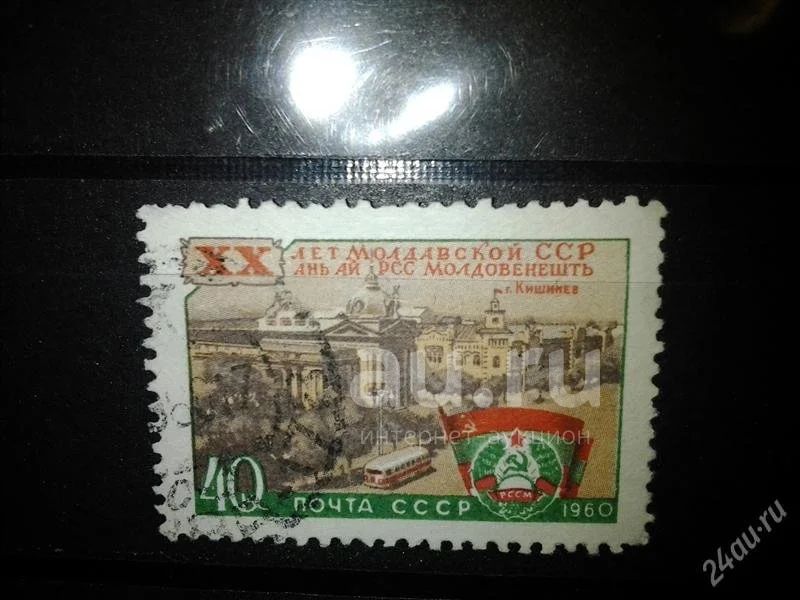 XX ЛЕТ МОЛДАВСКОЙ ССР
АНЬ АЙ РСС МОЛДОВЕНЕШТЬ
г. КИШИНЕВ
au.ru
интернет-аукцион
РССМ
40 к ПОЧТА СССР 1960
24au.ru